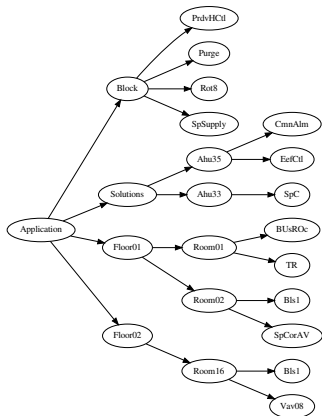 PrdvHCtl
Purge
Block
Rot8
CmnAlm
SpSupply
Ahu35
EefCtl
Solutions
Ahu33
SpC
Application
BUsROc
Floor01
Room01
TR
Room02
Bls1
Floor02
SpCorAV
Room16
Bls1
Vav08